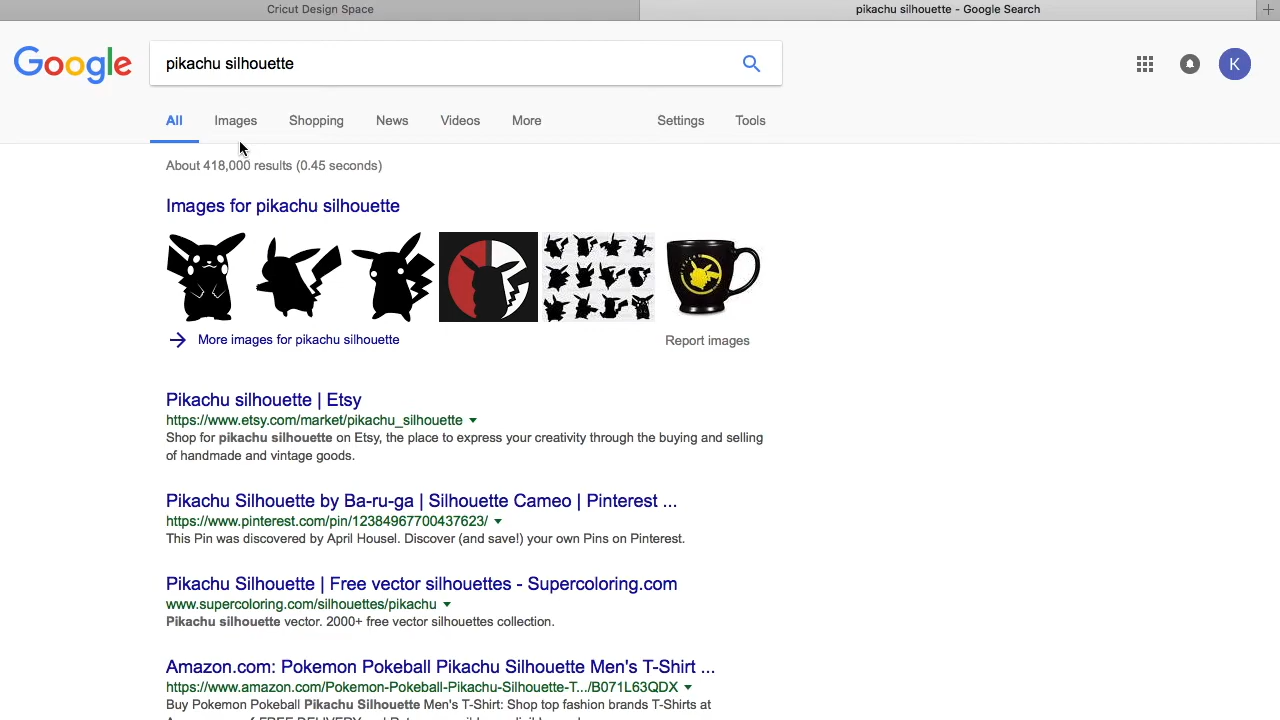 Cricut Design Space
pikachu silhouette - Google Search
Google
pikachu silhouette
K
All Images Shopping News Videos More Settings Tools
About 418,000 results (0.45 seconds)
Images for pikachu silhouette
More images for pikachu silhouette
Report images
Pikachu silhouette | Etsy
https://www.etsy.com/market/pikachu_silhouette
Shop for pikachu silhouette on Etsy, the place to express your creativity through the buying and selling
of handmade and vintage goods.
Pikachu Silhouette by Ba-ru-ga | Silhouette Cameo | Pinterest ...
https://www.pinterest.com/pin/12384967700437623/
This Pin was discovered by April Housel. Discover (and save!) your own Pins on Pinterest.
Pikachu Silhouette | Free vector silhouettes - Supercoloring.com
www.supercoloring.com/silhouettes/pikachu
Pikachu silhouette vector. 2000+ free vector silhouettes collection.
Amazon.com: Pokemon Pokeball Pikachu Silhouette Men's T-Shirt ...
https://www.amazon.com/Pokemon-Pokeball-Pikachu-Silhouette-T.../B071L63QDX
Buy Pokemon Pokeball Pikachu Silhouette Men's T-Shirt: Shop top fashion brands T-Shirts at